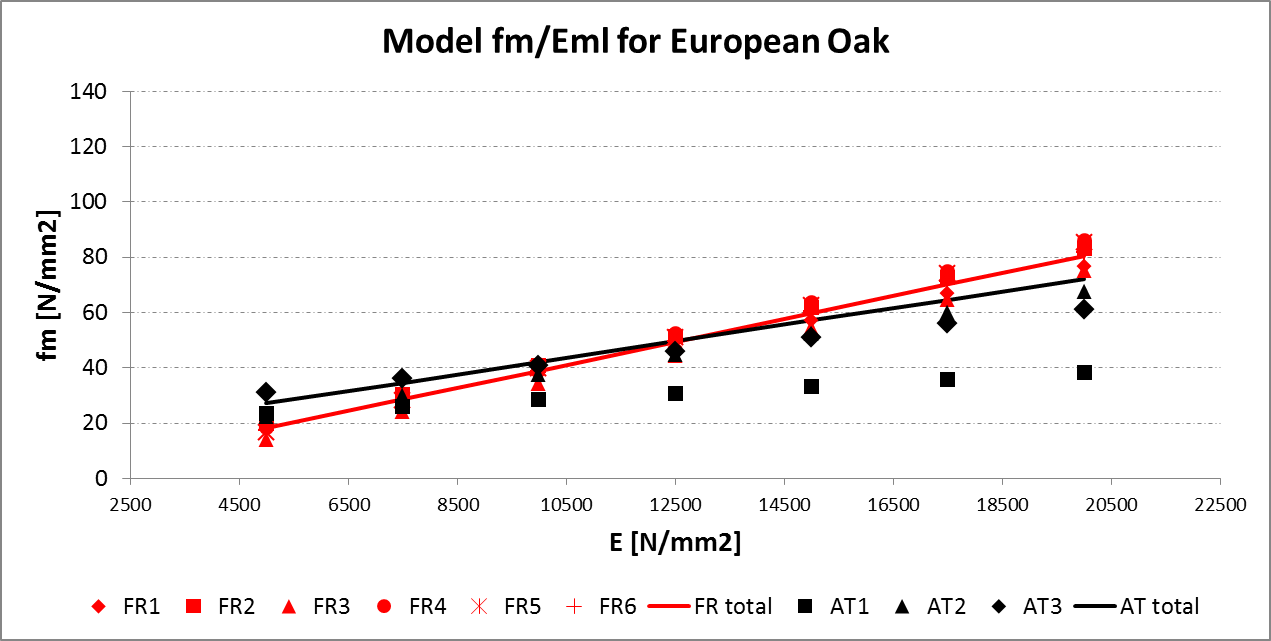 Model fm/Eml for European Oak
140
120
100
80
60
40
20
0
fm [N/mm2]
2500 4500 6500 8500 10500 12500 14500 16500 18500 20500 22500
E [N/mm2]
FR1 FR2 FR3 FR4 FR5 FR6 FR total AT1 AT2 AT3 AT total